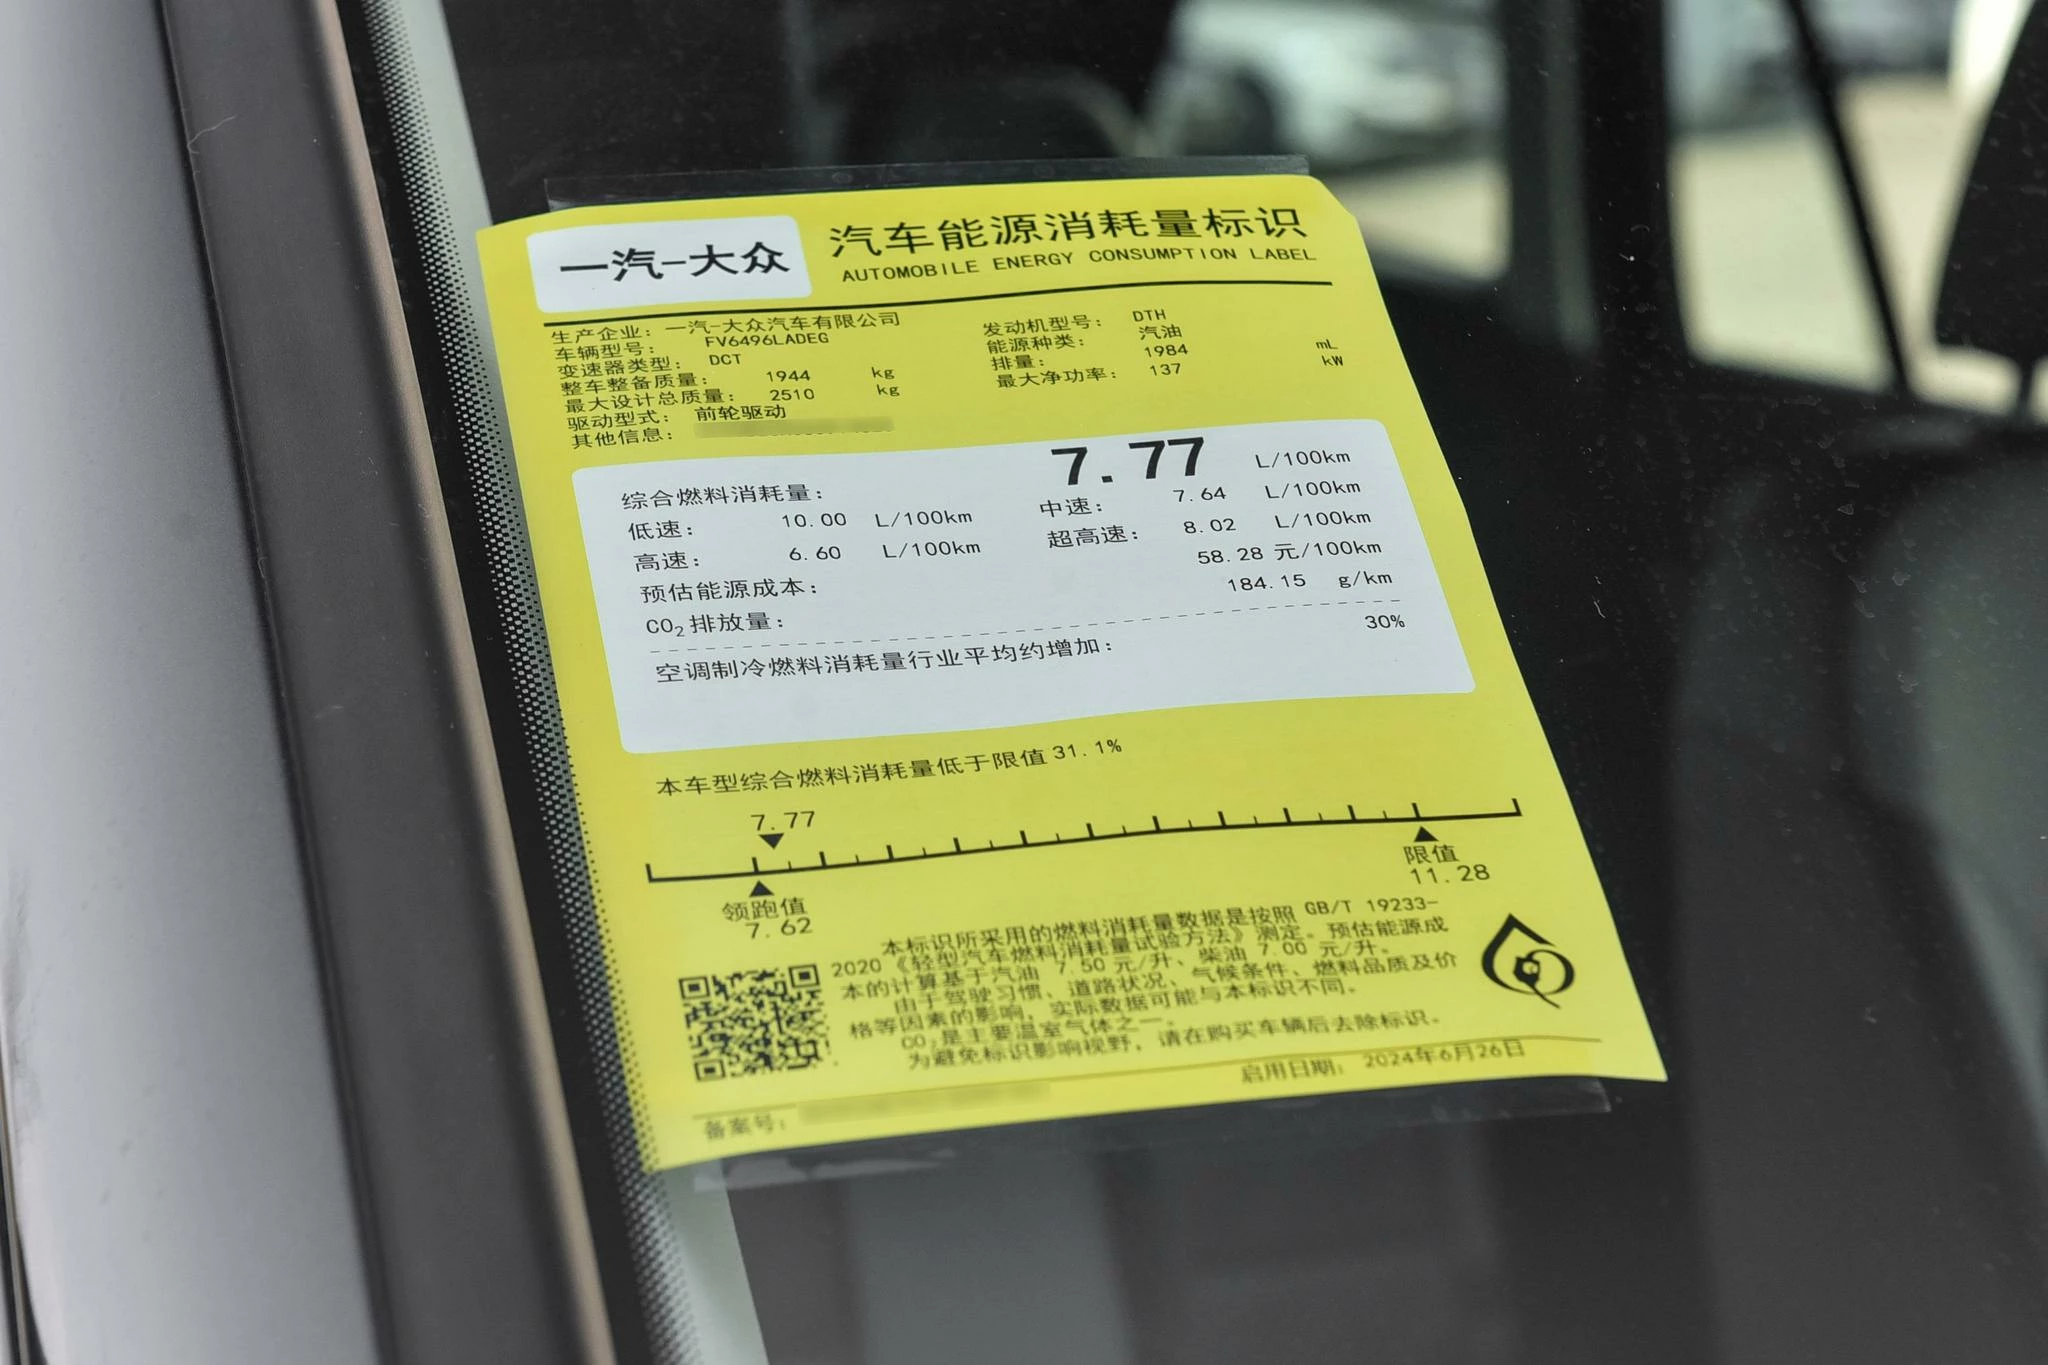 一汽-大众
汽车能源消耗量标识
AUTOMOBILE ENERGY CONSUMPTION LABEL
生产企业: 一汽-大众汽车有限公司
车辆型号: FV6496LADEG
变速器类型: DCT
整车整备质量: 1944 kg
最大设计总质量: 2510 kg
驱动型式: 前轮驱动
其他信息:
发动机型号: DTH
能源种类: 汽油
排量: 1984 mL
最大净功率: 137 kW
综合燃料消耗量: 7.77 L/100km
低速: 10.00 L/100km 中速: 7.64 L/100km
高速: 6.60 L/100km 超高速: 8.02 L/100km
预估能源成本: 58.28 元/100km
CO₂排放量: 184.15 g/km
空调制冷燃料消耗量行业平均约增加: 30%
本车型综合燃料消耗量低于限值31.1%
7.77
领跑值
7.62
限值
11.28
本标识所采用的燃料消耗量数据是按照 GB/T 19233-
2020《轻型汽车燃料消耗量试验方法》测定。预估能源成
本的计算基于汽油 7.50 元/升、柴油 7.00 元/升。
由于驾驶习惯、道路状况、气候条件、燃料品质及价
格等因素的影响，实际数据可能与本标识不同。
CO₂是主要温室气体之一。
为避免标识影响视野，请在购买车辆后去除标识。
备案号:
启用日期: 2024年6月26日